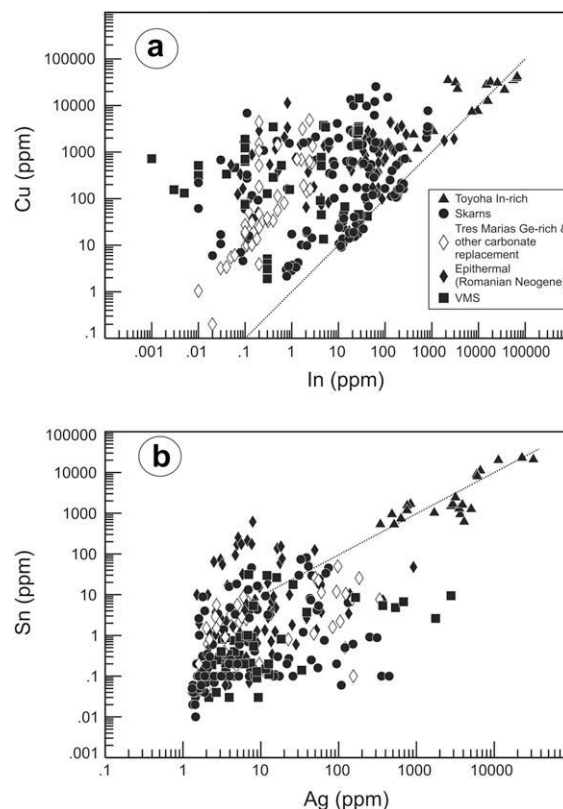 a
Cu (ppm)
100000
10000
1000
100
10
1
.1
.001 .01 .1 1 10 100 1000 10000 100000
In (ppm)
Toyoha In-rich
Skarns
Tres Marias Ge-rich &
other carbonate
replacement
Epithermal
(Romanian Neogene)
VMS
b
Sn (ppm)
100000
10000
1000
100
10
1
.1
.01
.001
.1 1 10 100 1000 10000
Ag (ppm)